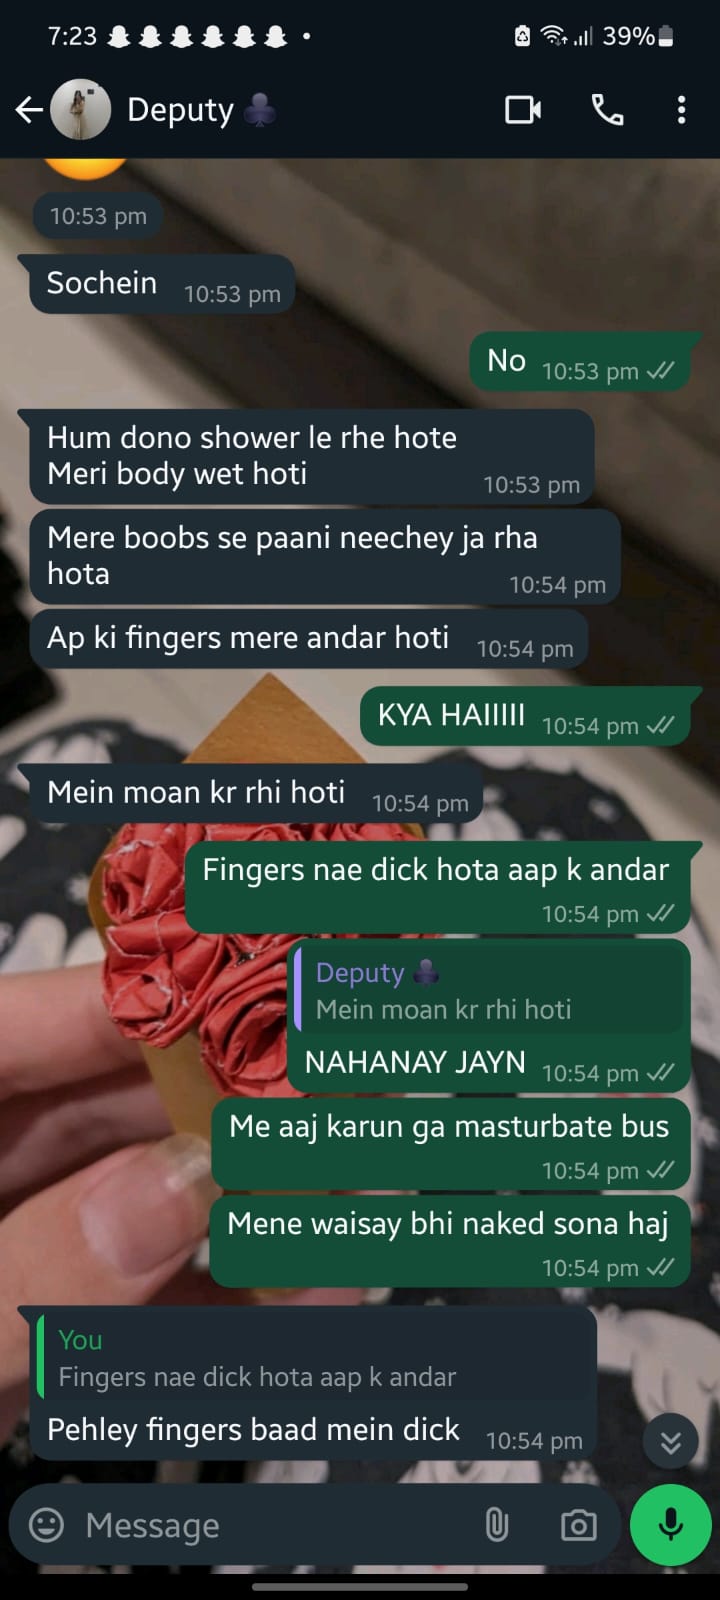 7:23
39%
Deputy ♣
10:53 pm
Sochein 10:53 pm
No 10:53 pm
Hum dono shower le rhe hote
Meri body wet hoti 10:53 pm
Mere boobs se paani neechey ja rha
hota 10:54 pm
Ap ki fingers mere andar hoti 10:54 pm
KYA HAIIIII 10:54 pm
Mein moan kr rhi hoti 10:54 pm
Fingers nae dick hota aap k andar
10:54 pm
Deputy ♣
Mein moan kr rhi hoti
NAHANAY JAYN 10:54 pm
Me aaj karun ga masturbate bus
10:54 pm
Mene waisay bhi naked sona haj
10:54 pm
You
Fingers nae dick hota aap k andar
Pehley fingers baad mein dick 10:54 pm
Message